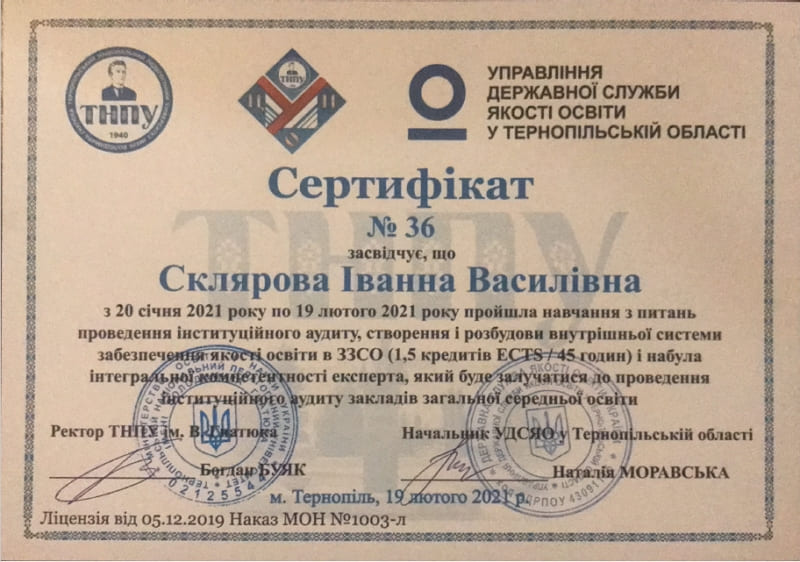 ТНПУ
1940
ТНПУ
УПРАВЛІННЯ
ДЕРЖАВНОЇ СЛУЖБИ
ЯКОСТІ ОСВІТИ
У ТЕРНОПІЛЬСЬКІЙ ОБЛАСТІ
Сертифікат
№ 36
засвідчує, що
Склярова Іванна Василівна
з 20 січня 2021 року по 19 лютого 2021 року пройшла навчання з питань
проведення інституційного аудиту, створення і розбудови внутрішньої системи
забезпечення якості освіти в ЗЗСО (1,5 кредитів ECTS / 45 годин) і набула
інтегральної компетентності експерта, який буде залучатися до проведення
інституційного аудиту закладів загальної середньої освіти
Ректор ТНПУ ім. В. Гнатюка
Начальник УДСЯО у Тернопільській області
Богдан БУЯК
Наталія МОРАВСЬКА
м. Тернопіль, 19 лютого 2021 р.
Ліцензія від 05.12.2019 Наказ МОН №1003-л